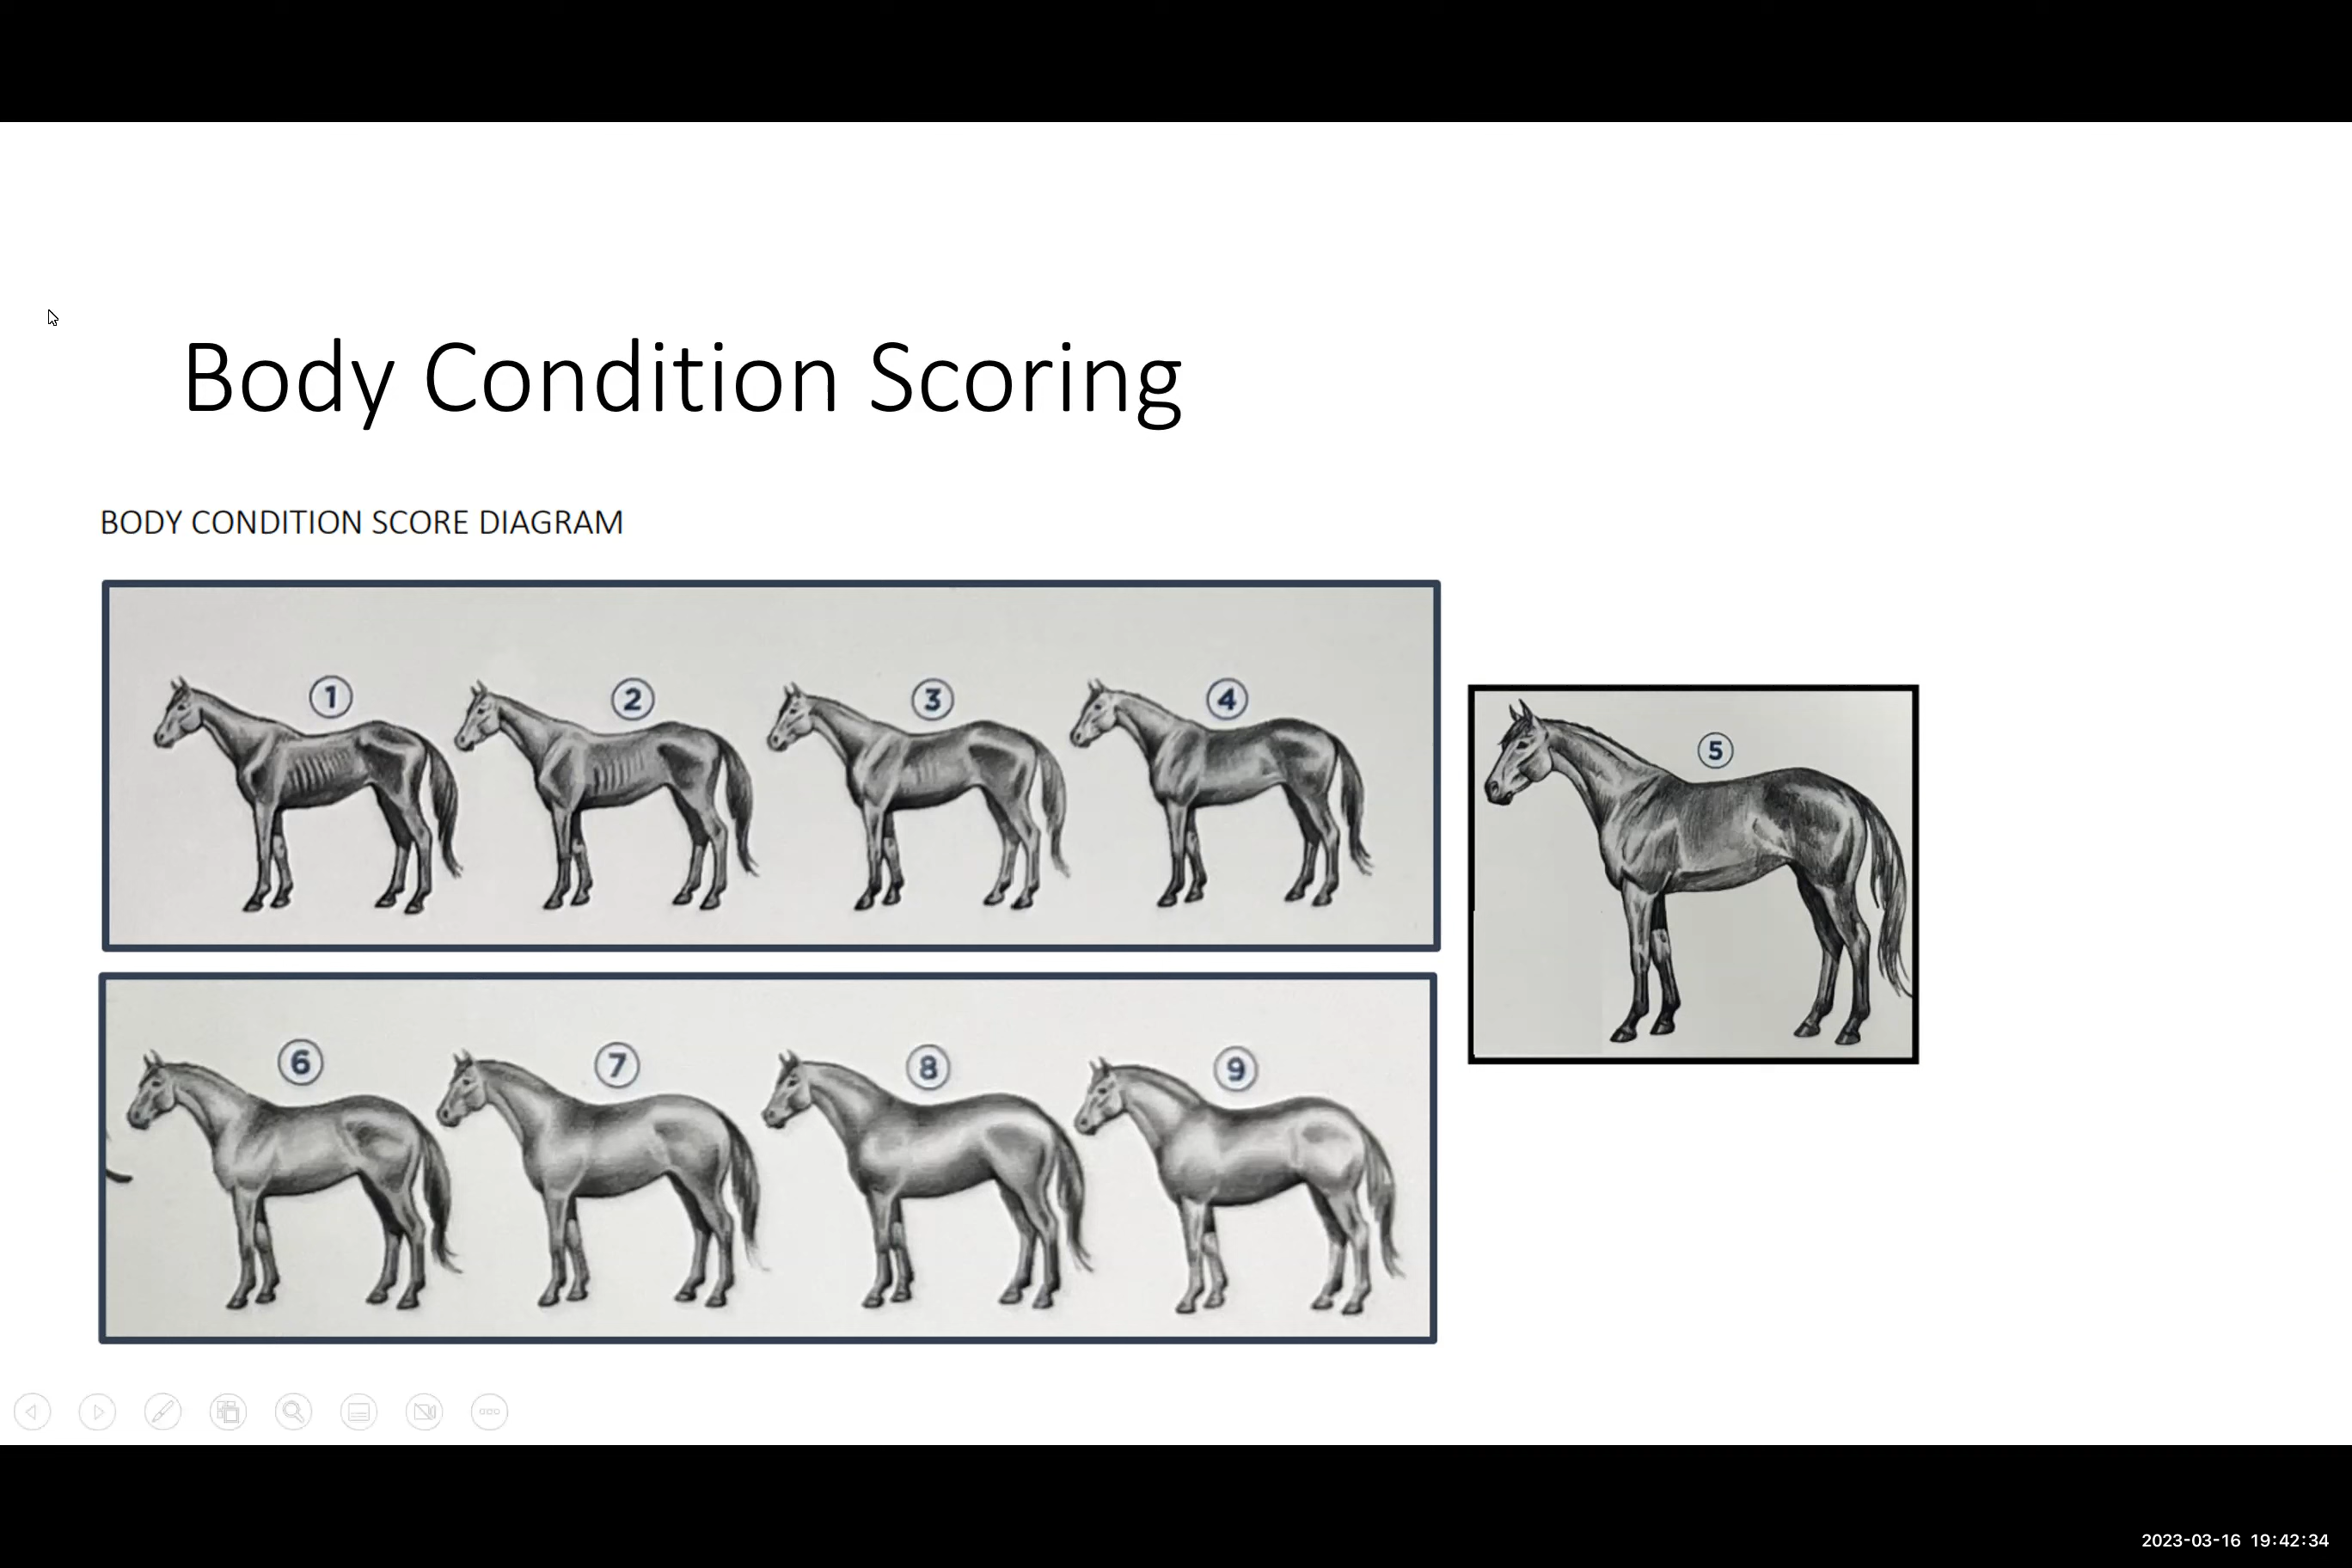 Body Condition Scoring
BODY CONDITION SCORE DIAGRAM
1 2 3 4
5
6 7 8 9
2023-03-16 19:42:34